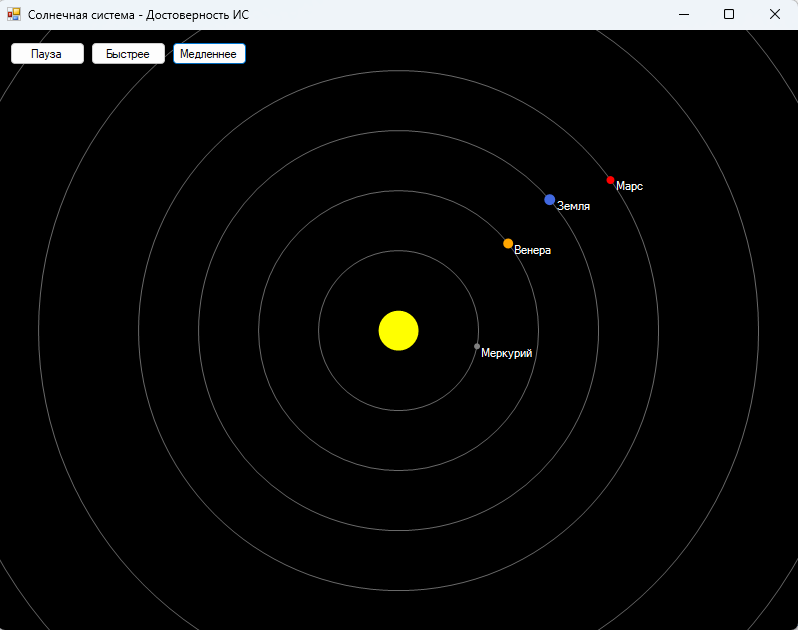 Солнечная система - Достоверность ИС
Пауза
Быстрее
Медленнее
Марс
Земля
Венера
Меркурий